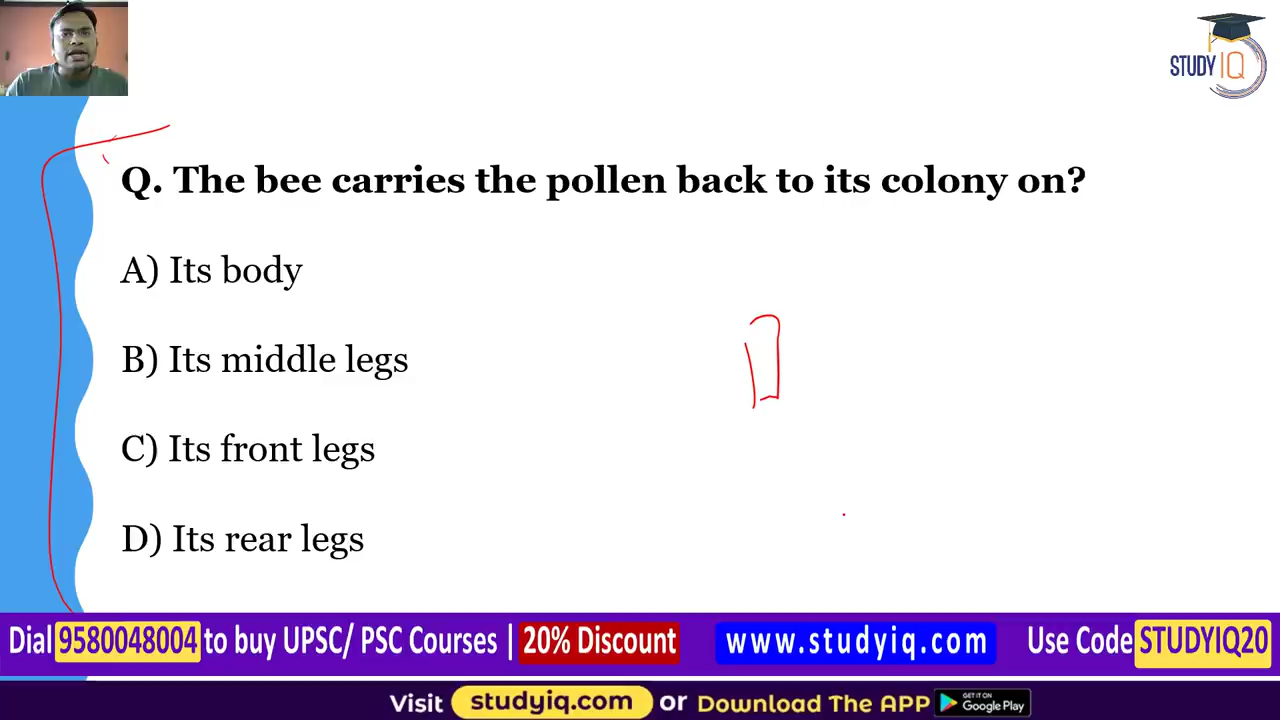 STUDY IQ
Q. The bee carries the pollen back to its colony on?
A) Its body
B) Its middle legs
C) Its front legs
D) Its rear legs
Dial 9580048004 to buy UPSC/ PSC Courses | 20% Discount www.studyiq.com Use Code STUDYIQ20
Visit studyiq.com or Download The APP GET IT ON Google Play